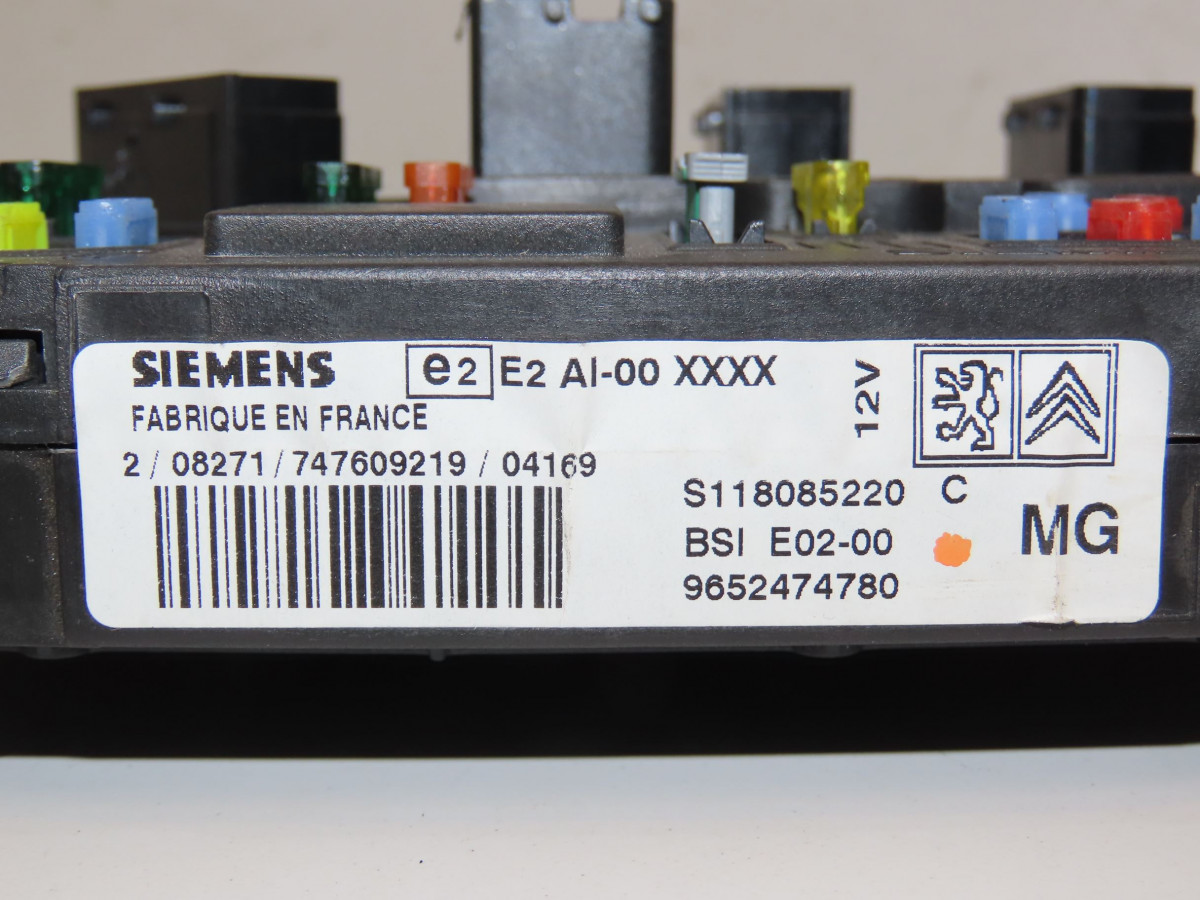 SIEMENS e2 E2 AI-00 XXXX 12V
FABRIQUE EN FRANCE
2 / 08271 / 747609219 / 04169
S118085220 C
BSI E02-00 MG
9652474780